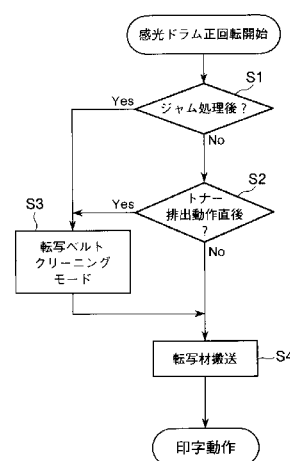 感光ドラム正回転開始
S1
ジャム処理後?
Yes
No
S2
トナー
排出動作直後
?
Yes
No
S3
転写ベルト
クリーニング
モード
転写材搬送
S4
印字動作